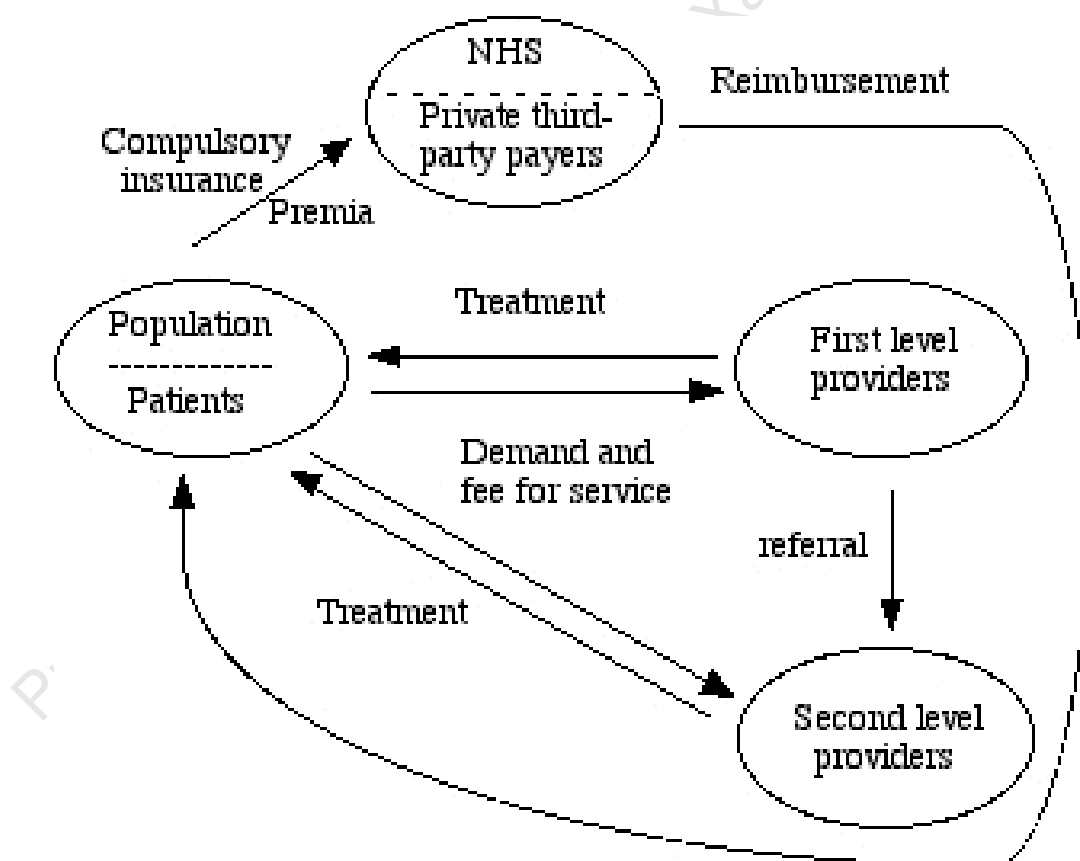 NHS
Private third-
party payers
Reimbursement
Compulsory
insurance
Premia
Population
Patients
Treatment
First level
providers
Demand and
fee for service
referral
Treatment
Second level
providers